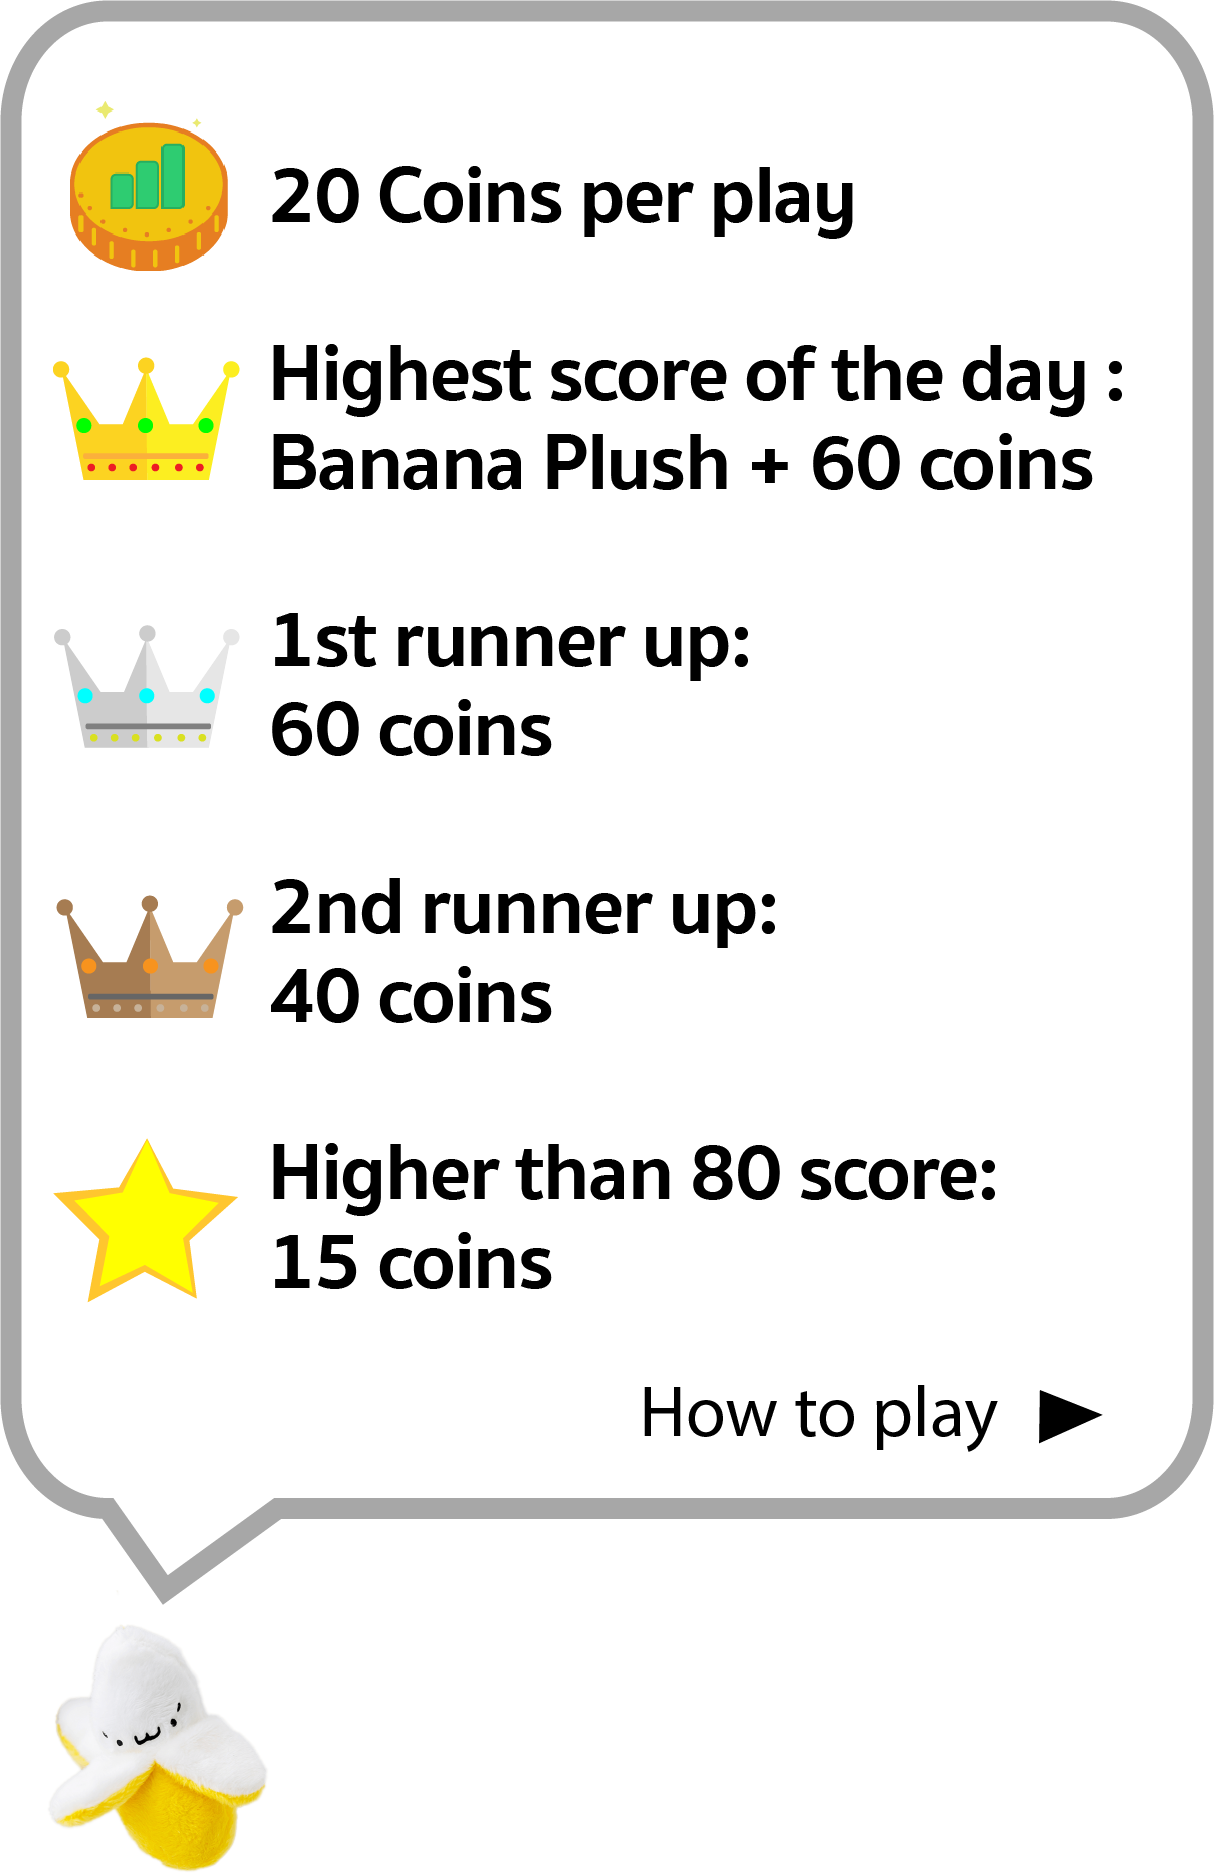 20 Coins per play
Highest score of the day :
Banana Plush + 60 coins
1st runner up:
60 coins
2nd runner up:
40 coins
Higher than 80 score:
15 coins
How to play